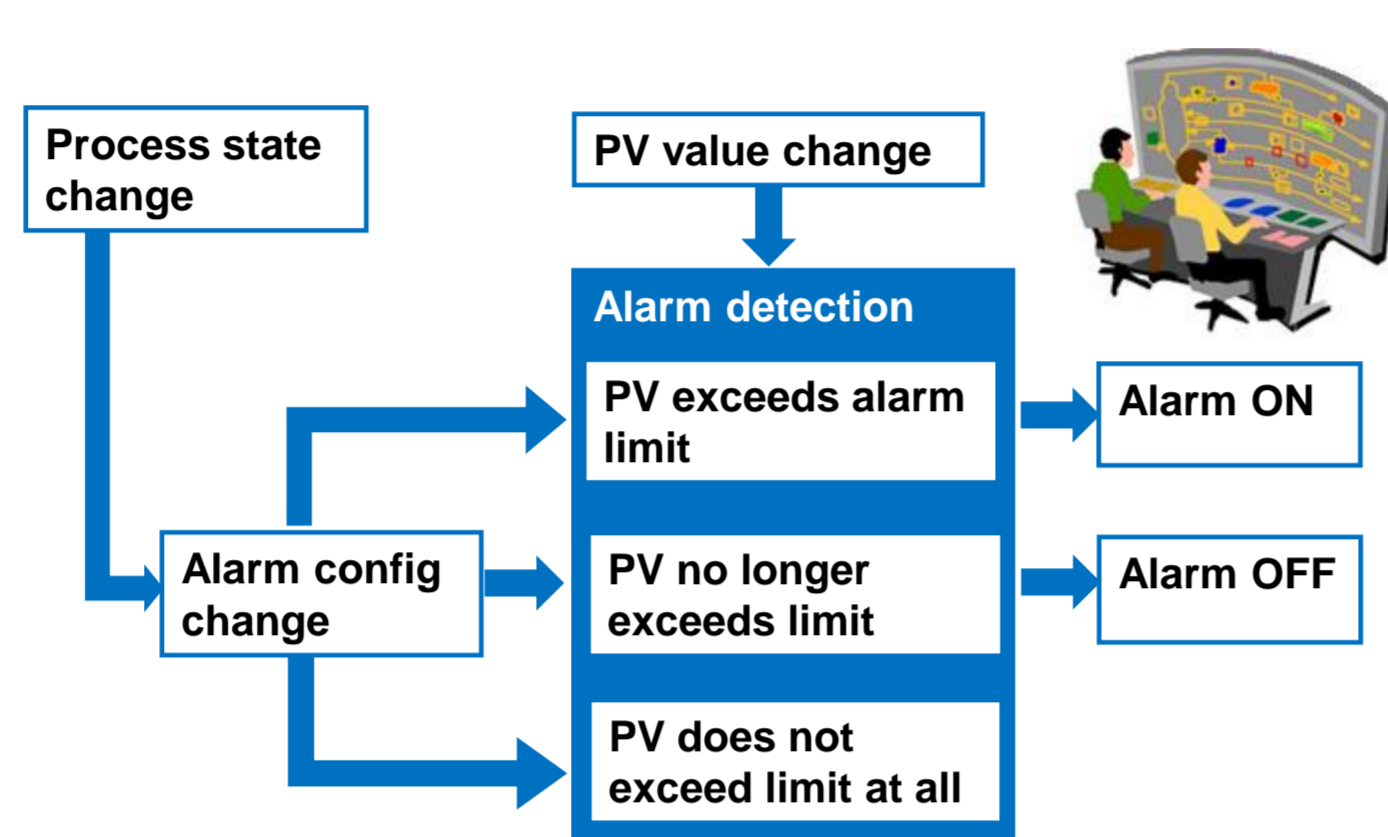 Process state
change
PV value change
Alarm detection
PV exceeds alarm
limit
Alarm ON
Alarm config
change
PV no longer
exceeds limit
Alarm OFF
PV does not
exceed limit at all